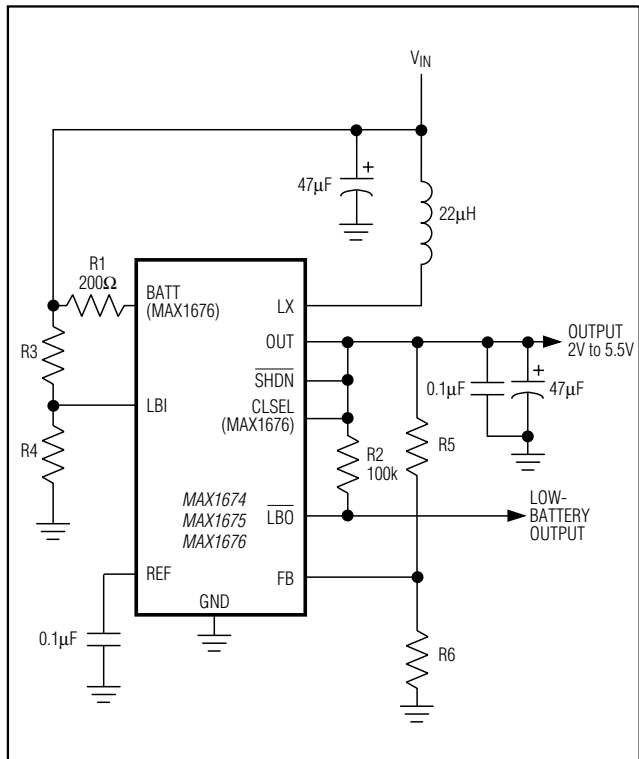 VIN
47µF
+
22µH
R1
200Ω
BATT
(MAX1676)
LX
R3
OUT
OUTPUT
2V to 5.5V
SHDN
0.1µF
+
47µF
CLSEL
(MAX1676)
LBI
R5
R4
R2
100k
MAX1674
MAX1675
MAX1676
LBO
LOW-
BATTERY
OUTPUT
REF
FB
GND
0.1µF
R6